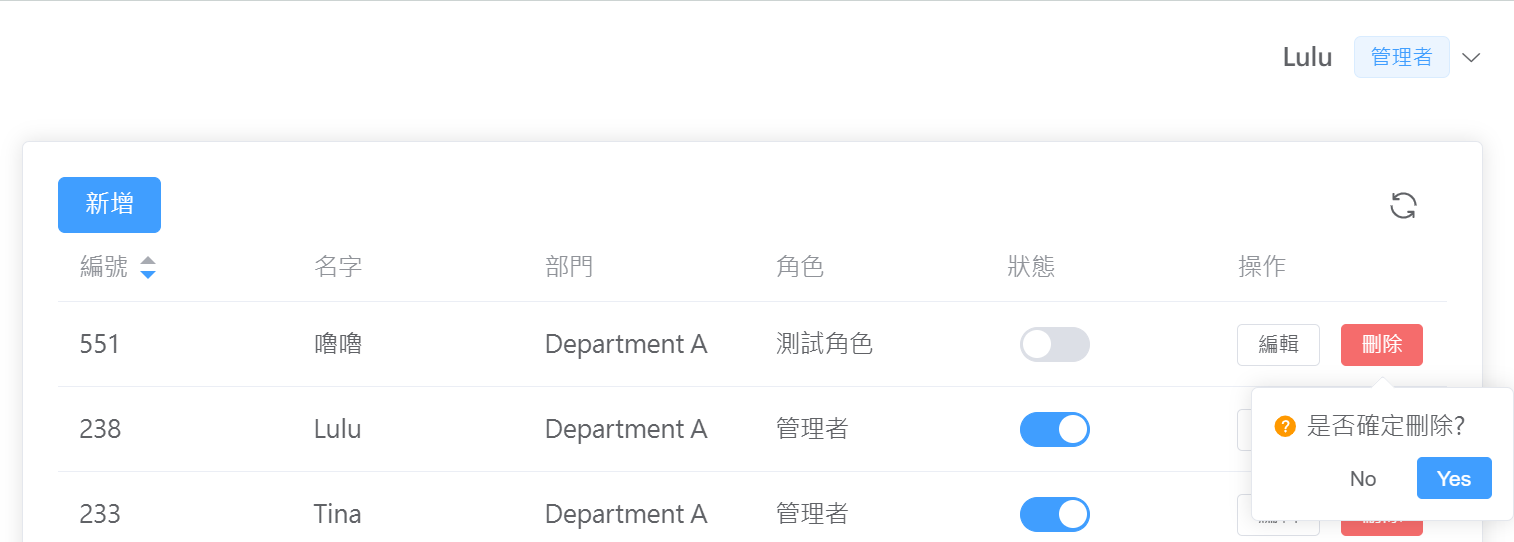 Lulu 管理者
新增
編號 名字 部門 角色 狀態 操作
551 嚕嚕 Department A 測試角色 編輯 刪除
238 Lulu Department A 管理者
是否確定刪除?
No Yes
233 Tina Department A 管理者